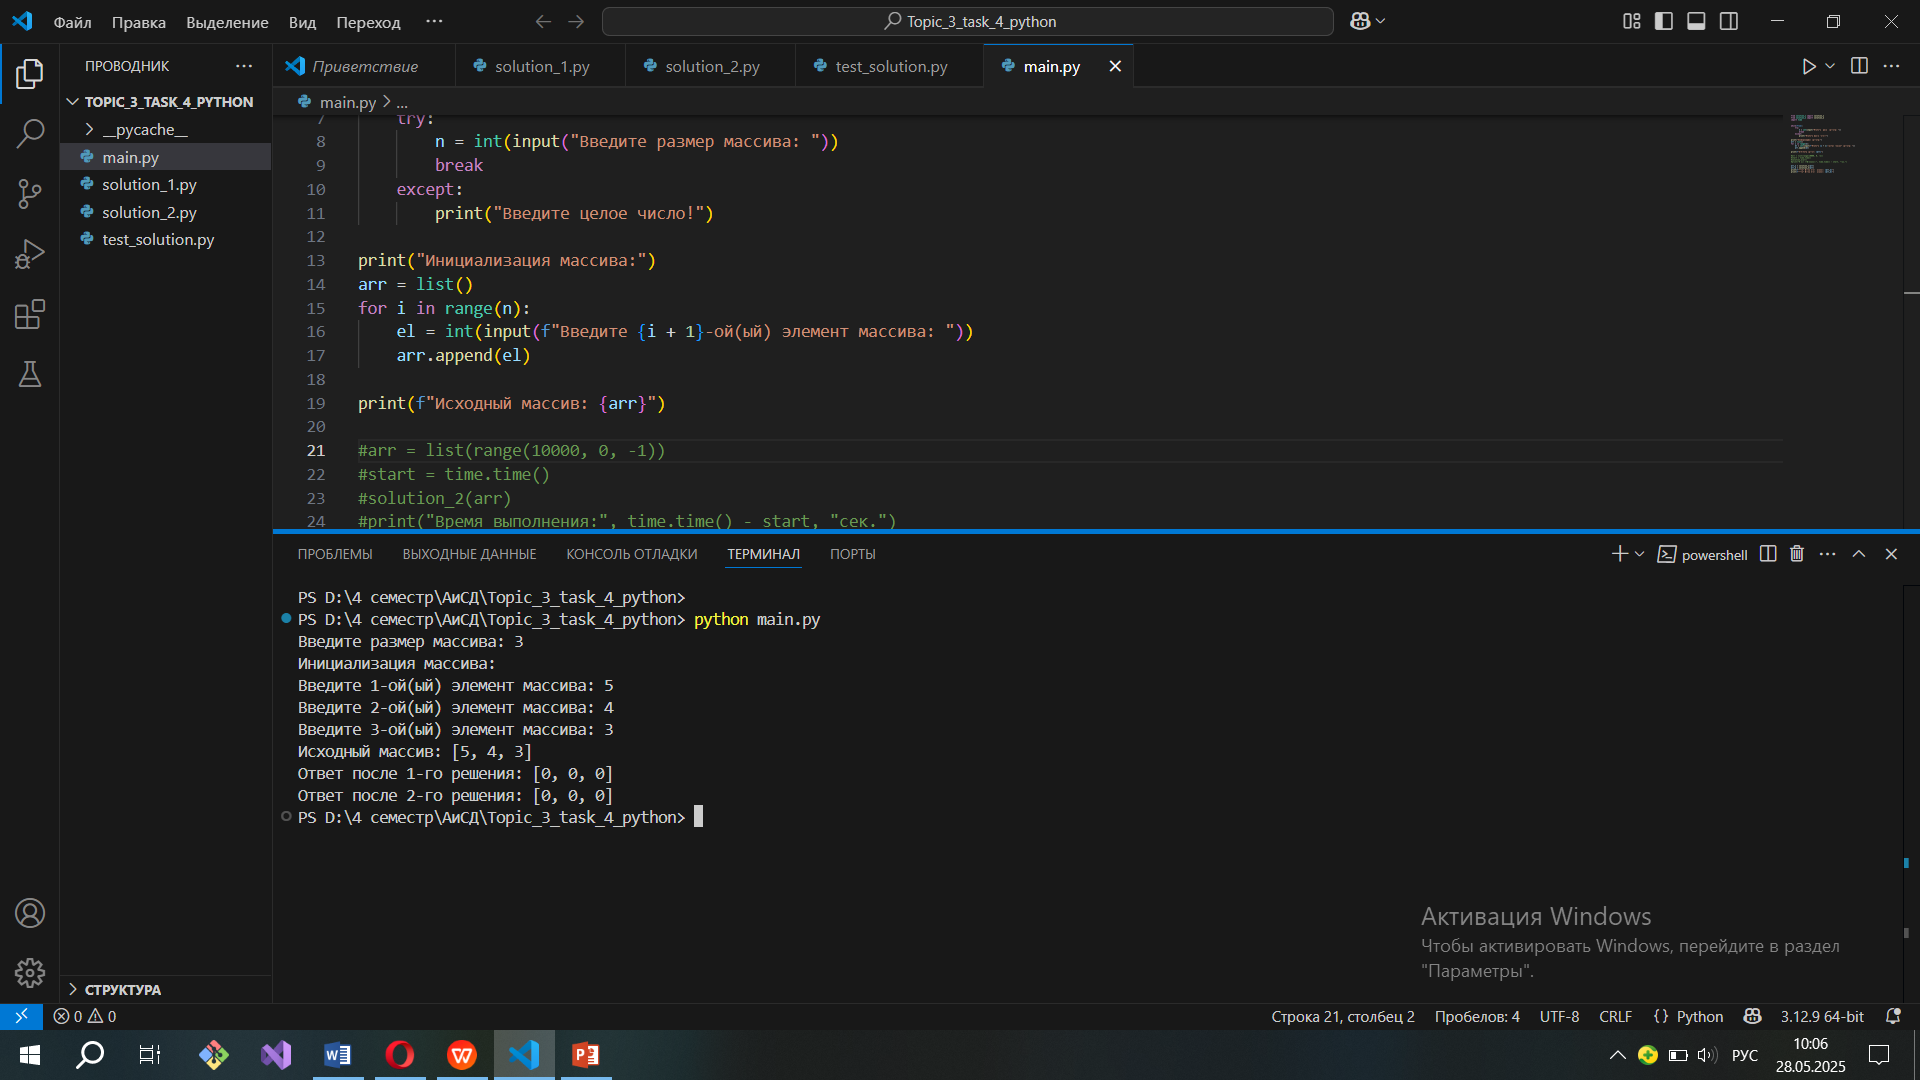 Файл Правка Выделение Вид Переход ··· Topic_3_task_4_python
ПРОВОДНИК ···
Приветствие solution_1.py solution_2.py test_solution.py main.py
TOPIC_3_TASK_4_PYTHON
__pycache__
main.py
solution_1.py
solution_2.py
test_solution.py
СТРУКТУРА
main.py > ...
7 try:
8 n = int(input("Введите размер массива: "))
9 break
10 except:
11 print("Введите целое число!")
12
13 print("Инициализация массива:")
14 arr = list()
15 for i in range(n):
16 el = int(input(f"Введите {i + 1}-ой(ый) элемент массива: "))
17 arr.append(el)
18
19 print(f"Исходный массив: {arr}")
20
21 #arr = list(range(10000, 0, -1))
22 #start = time.time()
23 #solution_2(arr)
24 #print("Время выполнения:", time.time() - start, "сек.")
ПРОБЛЕМЫ ВЫХОДНЫЕ ДАННЫЕ КОНСОЛЬ ОТЛАДКИ ТЕРМИНАЛ ПОРТЫ powershell
PS D:\4 семестр\АиСД\Topic_3_task_4_python>
PS D:\4 семестр\АиСД\Topic_3_task_4_python> python main.py
Введите размер массива: 3
Инициализация массива:
Введите 1-ой(ый) элемент массива: 5
Введите 2-ой(ый) элемент массива: 4
Введите 3-ой(ый) элемент массива: 3
Исходный массив: [5, 4, 3]
Ответ после 1-го решения: [0, 0, 0]
Ответ после 2-го решения: [0, 0, 0]
PS D:\4 семестр\АиСД\Topic_3_task_4_python>
Активация Windows
Чтобы активировать Windows, перейдите в раздел
"Параметры".
0 0 Строка 21, столбец 2 Пробелов: 4 UTF-8 CRLF {} Python 3.12.9 64-bit
РУС
10:06
28.05.2025